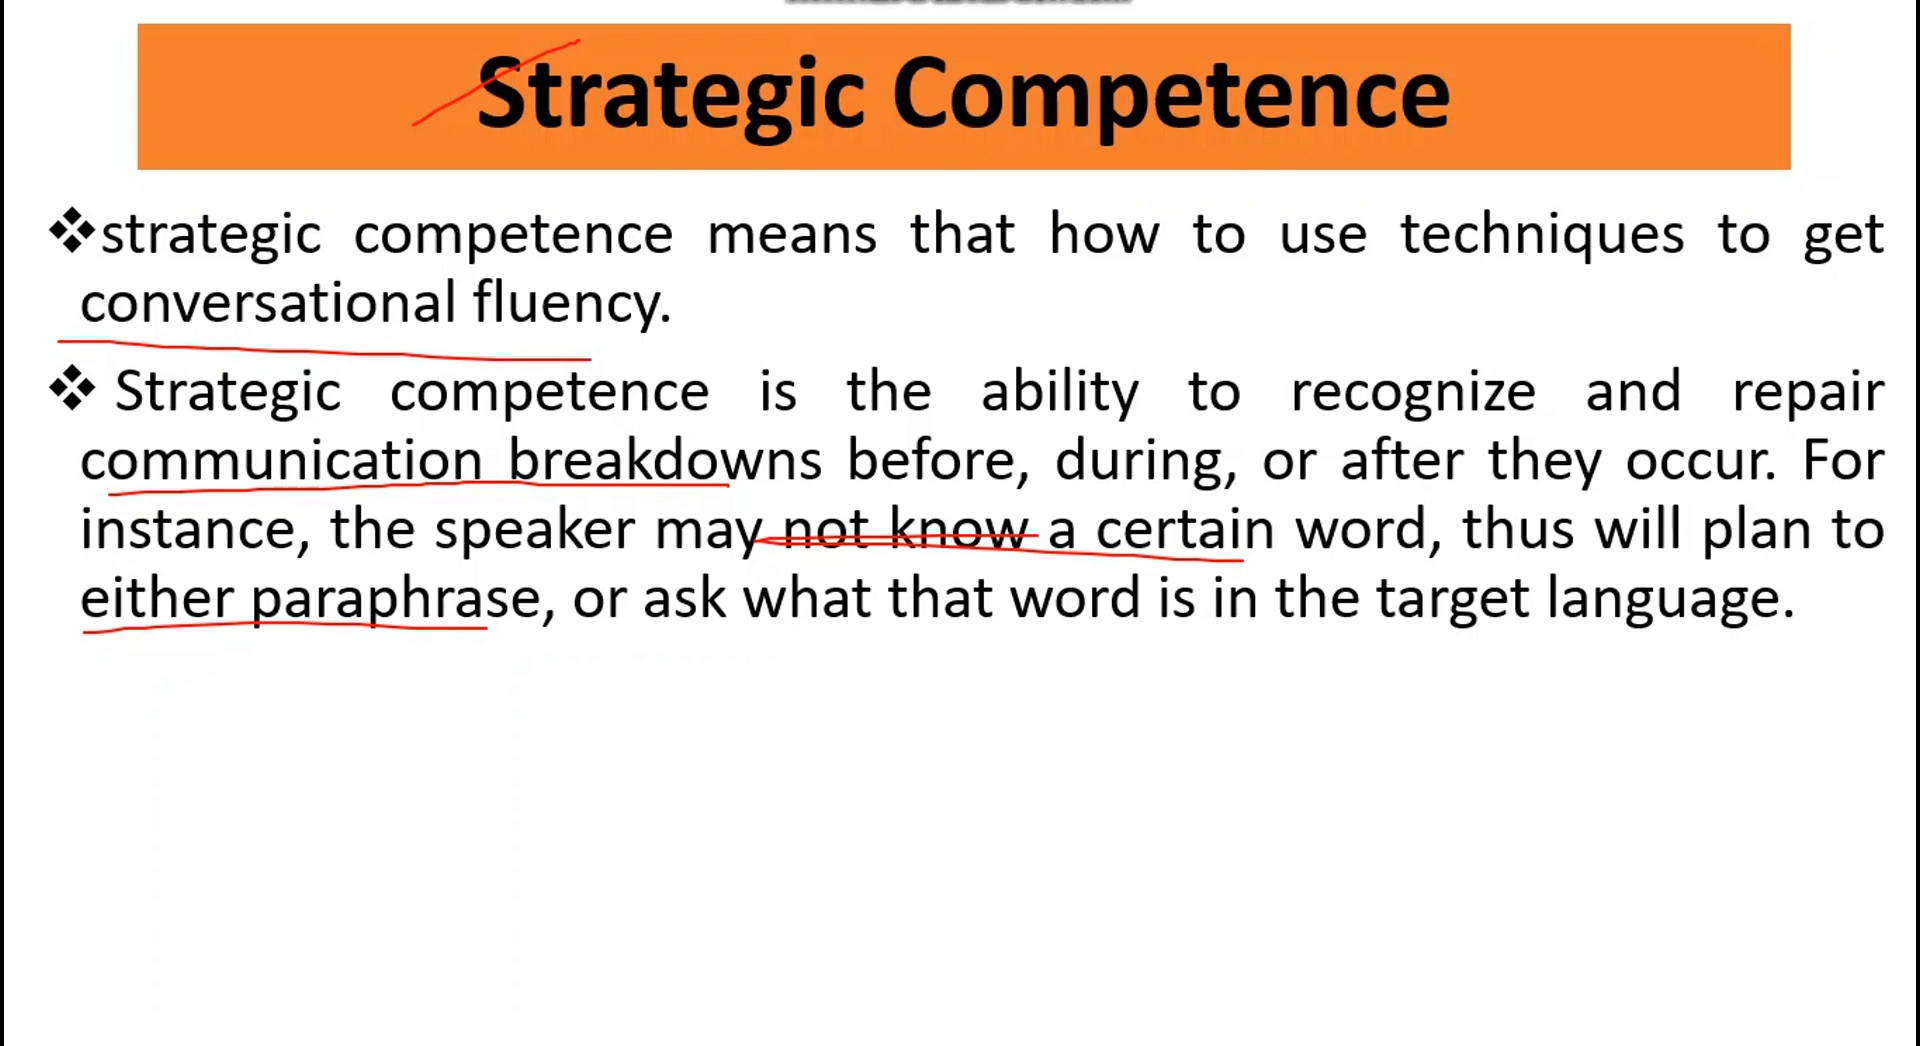 Strategic Competence
❖strategic competence means that how to use techniques to get
conversational fluency.
❖ Strategic competence is the ability to recognize and repair
communication breakdowns before, during, or after they occur. For
instance, the speaker may not know a certain word, thus will plan to
either paraphrase, or ask what that word is in the target language.